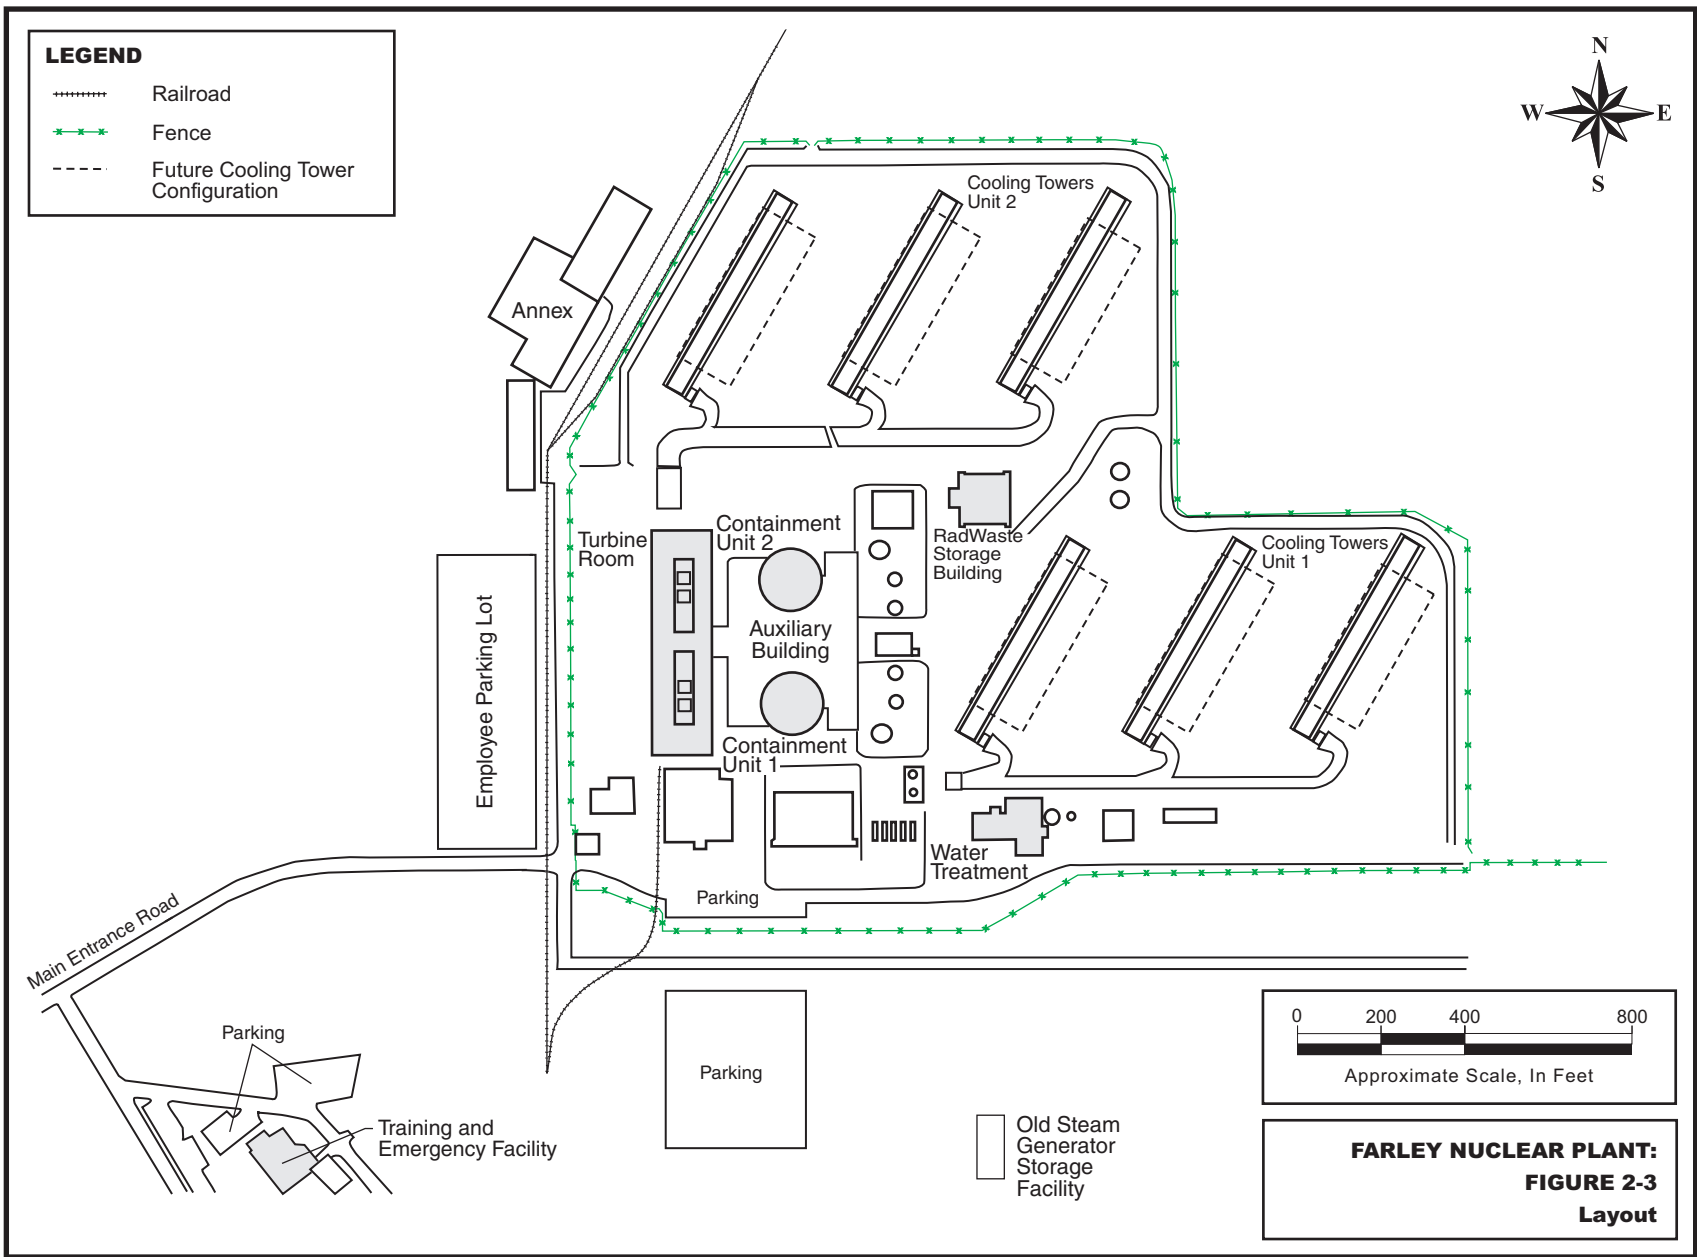 LEGEND
Railroad
Fence
Future Cooling Tower
Configuration
N
W
E
S
Cooling Towers
Unit 2
Annex
Turbine
Room
Containment
Unit 2
RadWaste
Storage
Building
Cooling Towers
Unit 1
Employee Parking Lot
Auxiliary
Building
Containment
Unit 1
Water
Treatment
Parking
Main Entrance Road
Parking
Training and
Emergency Facility
Parking
Old Steam
Generator
Storage
Facility
0 200 400 800
Approximate Scale, In Feet
FARLEY NUCLEAR PLANT:
FIGURE 2-3
Layout